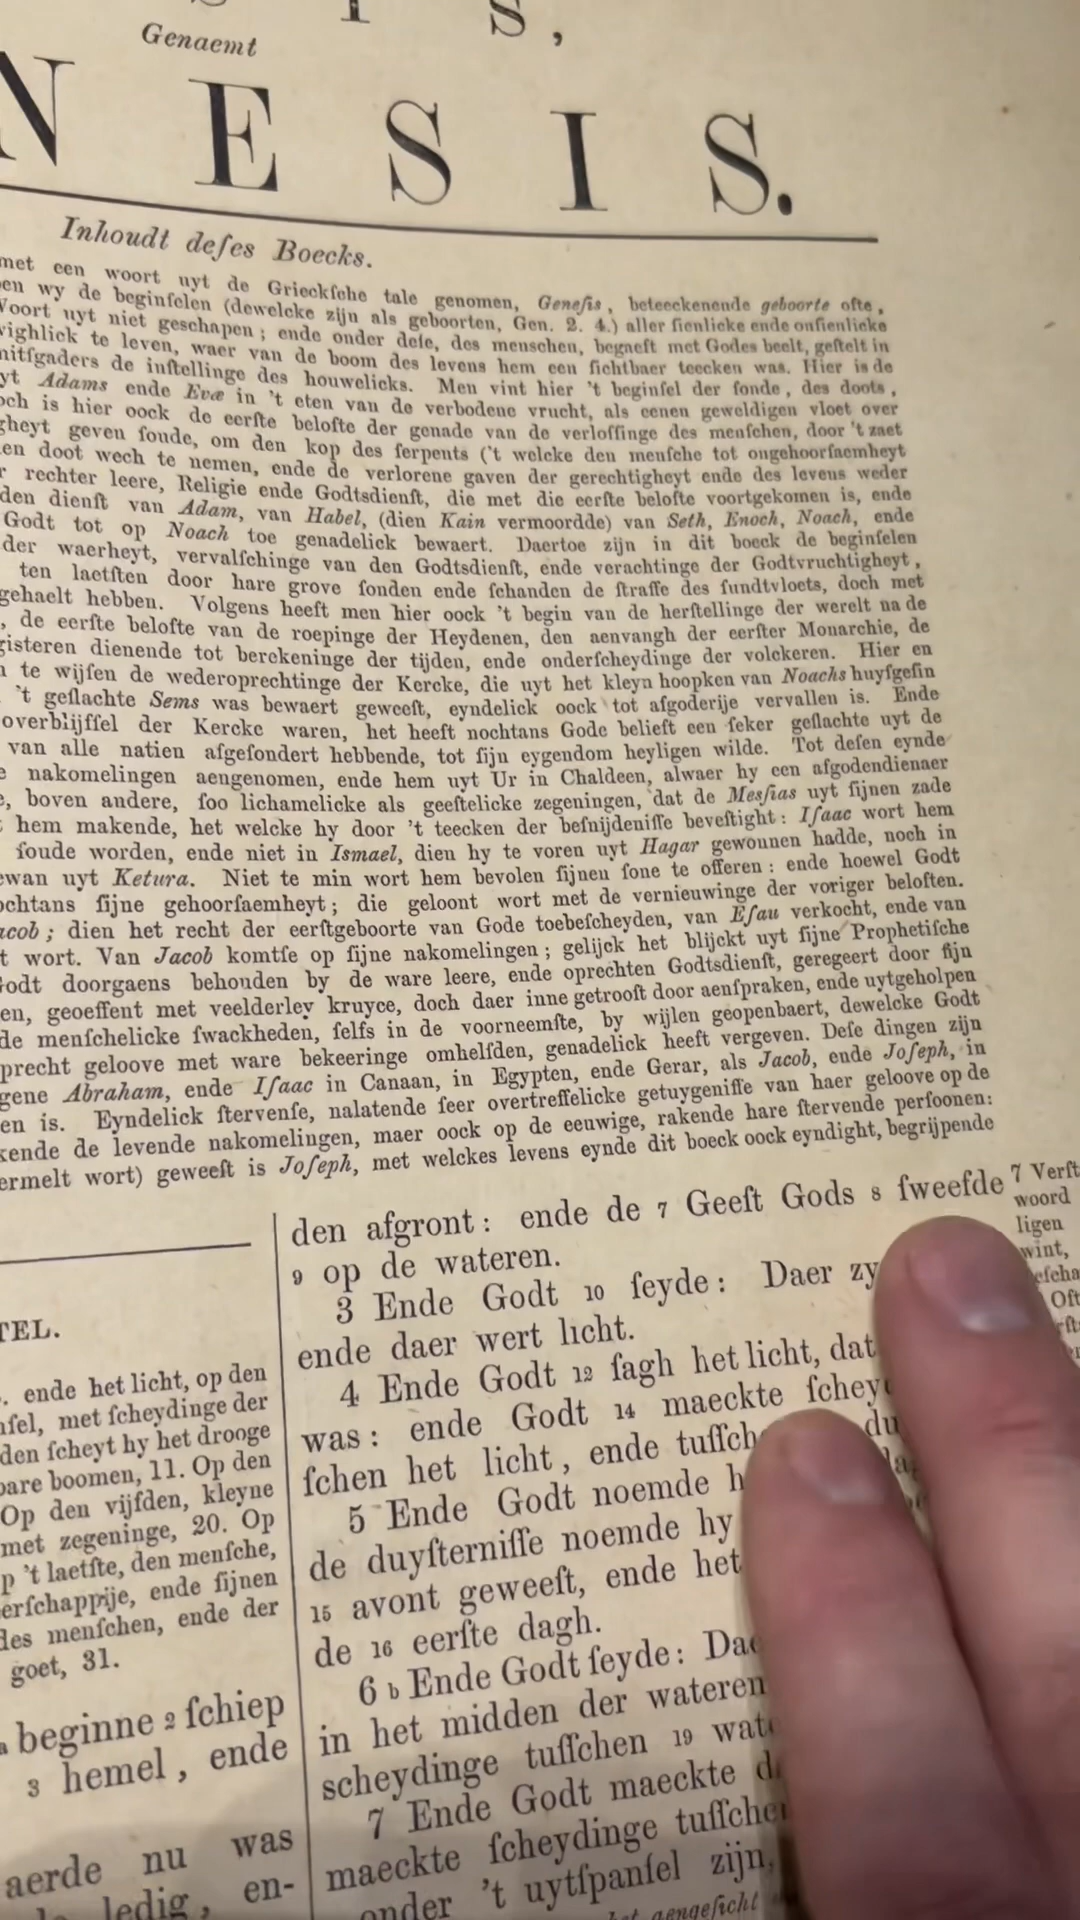 I S,
Genaemt
N E S I S.
Inhoudt deſes Boecks.
met een woort uyt de Grieckſche tale genomen, Geneſis, beteeckenende geboorte ofte,
en wy de beginſelen (dewelcke zijn als geboorten, Gen. 2. 4.) aller ſienlicke ende onſienlicke
Woort uyt niet geschapen; ende onder deſe, des menschen, begaeft met Godes beelt, geſtelt in
te leven, waer van de boom des levens hem een ſichtbaer teecken was. Hier is de
mitſgaders de inſtellinge des houwelicks. Men vint hier 't beginſel der ſonde, des doots,
uyt Adams ende Evæ in 't eten van de verbodene vrucht, als eenen geweldigen vloet over
och is hier oock de eerſte belofte der genade van de verloſſinge des menſchen, door 't zaet
gheyt geven ſoude, om den kop des ſerpents ('t welcke den menſche tot ongehoorſaemheyt
en doot wech te nemen, ende de verlorene gaven der gerechtigheyt ende des levens weder
r rechter leere, Religie ende Godtsdienſt, die met die eerſte belofte voortgekomen is, ende
den dienſt van Adam, van Habel, (dien Kain vermoordde) van Seth, Enoch, Noach, ende
Godt tot op Noach toe genadelick bewaert. Daertoe zijn in dit boeck de beginſelen
der waerheyt, vervalſchinge van den Godtsdienſt, ende verachtinge der Godtvruchtigheyt,
ten laetſten door hare grove ſonden ende ſchanden de ſtraffe des ſundtvloets, doch met
gehaelt hebben. Volgens heeft men hier oock 't begin van de herſtellinge der werelt na de
, de eerſte belofte van de roepinge der Heydenen, den aenvangh der eerſter Monarchie, de
giſteren dienende tot berekeninge der tijden, ende onderſcheydinge der volckeren. Hier en
te wijſen de wederoprechtinge der Kercke, die uyt het kleyn hoopken van Noachs huyſgeſin
't geſlachte Sems was bewaert geweeſt, eyndelick oock tot afgoderije vervallen is. Ende
overblijffel der Kercke waren, het heeft nochtans Gode belieft een ſeker geſlachte uyt de
van alle natien afgeſondert hebbende, tot ſijn eygendom heyligen wilde. Tot deſen eynde
nakomelingen aengenomen, ende hem uyt Ur in Chaldeen, alwaer hy een afgodendienaer
, boven andere, ſoo lichamelicke als geeſtelicke zegeningen, dat de Meſſias uyt ſijnen zade
hem makende, het welcke hy door 't teecken der beſnijdeniſſe beveſtight: Iſaac wort hem
ſoude worden, ende niet in Ismael, dien hy te voren uyt Hagar gewonnen hadde, noch in
ewan uyt Ketura. Niet te min wort hem bevolen ſijnen ſone te offeren: ende hoewel Godt
ochtans ſijne gehoorſaemheyt; die geloont wort met de vernieuwinge der voriger beloften.
acob; dien het recht der eerſtgeboorte van Gode toebeſcheyden, van Eſau verkocht, ende van
t wort. Van Jacob komtſe op ſijne nakomelingen; gelijck het blijckt uyt ſijne Prophetiſche
Godt doorgaens behouden by de ware leere, ende oprechten Godtsdienſt, geregeert door ſijn
en, geoeffent met veelderley kruyce, doch daer inne getrooſt door aenſpraken, ende uytgeholpen
de menſchelicke ſwackheden, ſelfs in de voorneemſte, by wijlen geopenbaert, dewelcke Godt
precht geloove met ware bekeeringe omhelſden, genadelick heeft vergeven. Deſe dingen zijn
gene Abraham, ende Iſaac in Canaan, in Egypten, ende Gerar, als Jacob, ende Joſeph, in
en is. Eyndelick ſtervenſe, nalatende ſeer overtreffelicke getuygeniſſe van haer geloove op de
kende de levende nakomelingen, maer oock op de eeuwige, rakende hare ſtervende perſoonen:
ermelt wort) geweeſt is Joſeph, met welckes levens eynde dit boeck oock eyndight, begrijpende
TEL.
. ende het licht, op den
nſel, met ſcheydinge der
den ſcheyt hy het drooge
bare boomen, 11. Op den
Op den vijfden, kleyne
met zegeninge, 20. Op
p 't laetſte, den menſche,
erſchappije, ende ſijnen
des menſchen, ende der
goet, 31.
a beginne 2 ſchiep
3 hemel, ende
aerde nu was
ledig, en-
den afgront: ende de 7 Geeſt Gods 8 ſweefde
9 op de wateren.
3 Ende Godt 10 ſeyde: Daer zy
ende daer wert licht.
4 Ende Godt 12 ſagh het licht, dat
was: ende Godt 14 maeckte ſchey
ſchen het licht, ende tuſſch du
5 Ende Godt noemde h da
de duyſterniſſe noemde hy
15 avont geweeſt, ende het
de 16 eerſte dagh.
6 b Ende Godt ſeyde: Dae
in het midden der wateren
scheydinge tuſſchen 19 wat
7 Ende Godt maeckte d
maeckte ſcheydinge tuſſche
onder 't uytſpanſel zijn,
aengeſicht
7 Verſt
woord
ligen
wint,
eſcha
Oft